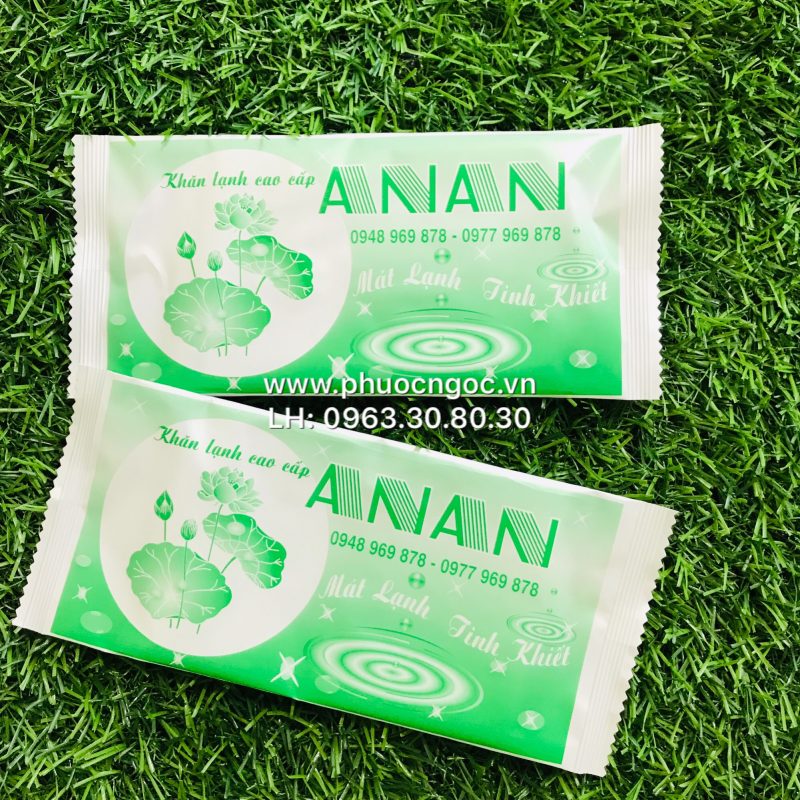 Khăn lạnh cao cấp
ANAN
0948 969 878 - 0977 969 878
Mát Lạnh Tinh Khiết
www.phuocngoc.vn
LH: 0963.30.80.30
Khăn lạnh cao cấp
ANAN
0948 969 878 - 0977 969 878
Mát Lạnh Tinh Khiết